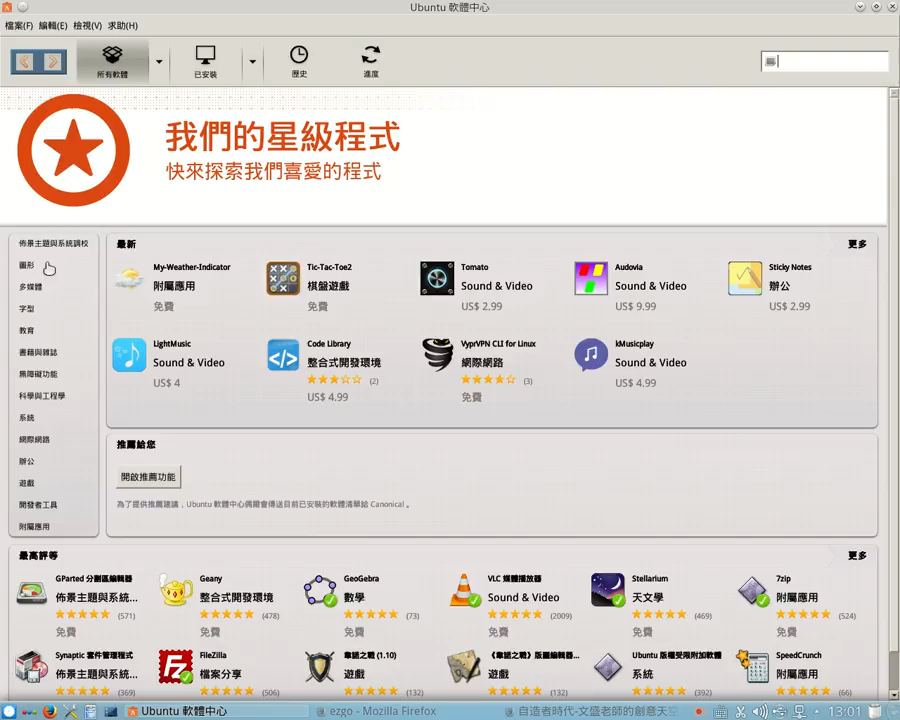 Ubuntu 軟體中心
檔案(F) 編輯(E) 檢視(V) 求助(H)
所有軟體
已安裝
歷史
進度
我們的星級程式
快來探索我們喜愛的程式
佈景主題與系統調校
圖形
多媒體
字型
教育
書籍與雜誌
無障礙功能
科學與工程學
系統
網際網路
辦公
遊戲
開發者工具
附屬應用
最新
更多
My-Weather-Indicator
附屬應用
免費
Tic-Tac-Toe2
棋盤遊戲
免費
Tomato
Sound & Video
US$ 2.99
Audovia
Sound & Video
US$ 9.99
Sticky Notes
辦公
US$ 2.99
LightMusic
Sound & Video
US$ 4
Code Library
整合式開發環境
(2)
US$ 4.99
VyprVPN CLI for Linux
網際網路
(3)
免費
kMusicplay
Sound & Video
US$ 4.99
推薦給您
開啟推薦功能
為了提供推薦建議，Ubuntu 軟體中心偶爾會傳送目前已安裝的軟體清單給 Canonical。
最高評等
更多
GParted 分割區編輯器
佈景主題與系統...
(571)
免費
Geany
整合式開發環境
(478)
免費
GeoGebra
數學
(73)
免費
VLC 媒體播放器
Sound & Video
(2009)
免費
Stellarium
天文學
(469)
免費
7zip
附屬應用
(524)
免費
Synaptic 套件管理程式
佈景主題與系統...
(369)
FileZilla
檔案分享
(506)
韋諾之戰 (1.10)
遊戲
(132)
《韋諾之戰》版圖編輯器...
遊戲
(132)
Ubuntu 版權受限附加軟體
系統
(392)
SpeedCrunch
附屬應用
(66)
Ubuntu 軟體中心
ezgo - Mozilla Firefox
自造者時代-文盛老師的創意天
13:01